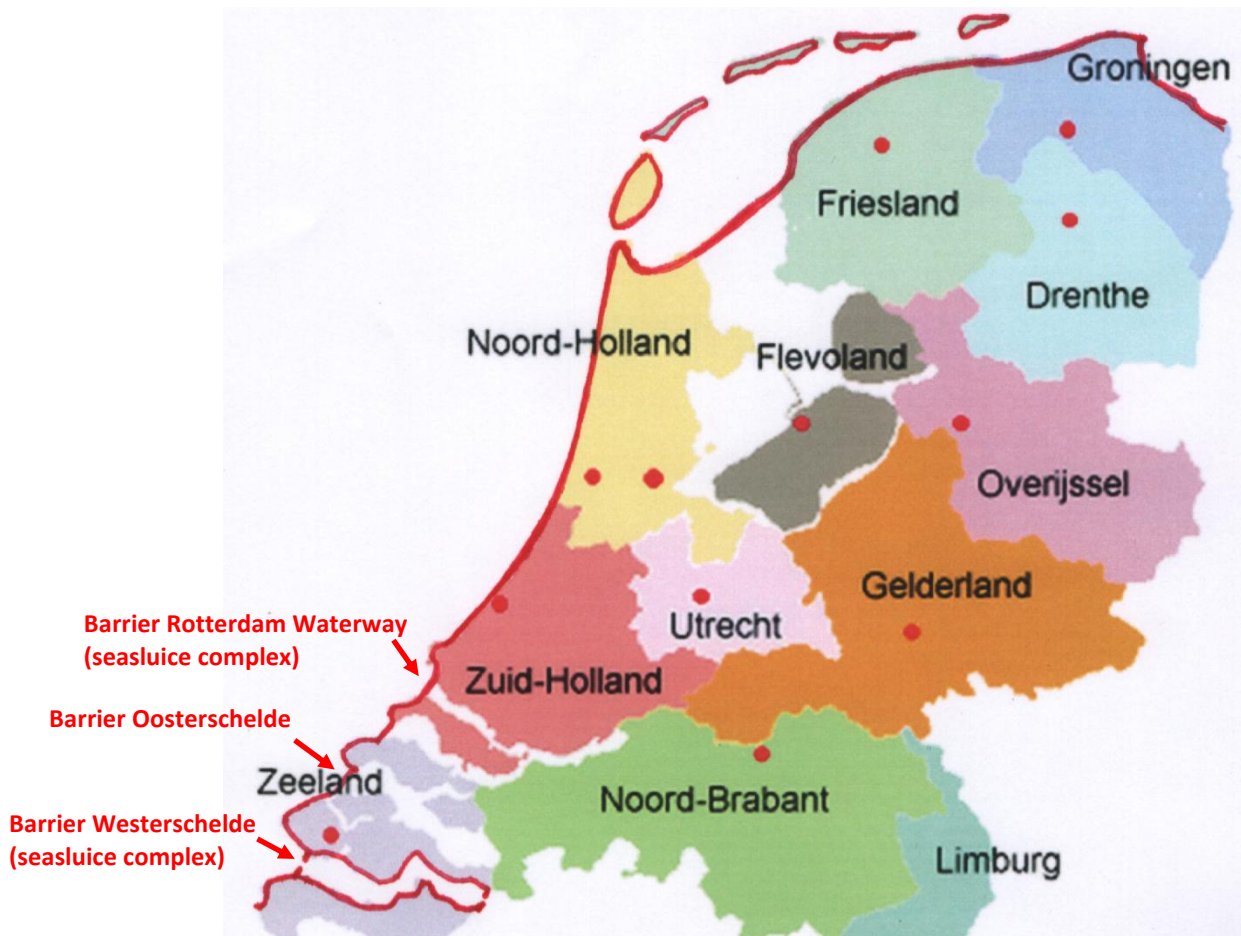 Groningen
Friesland
Drenthe
Noord-Holland
Flevoland
Overijssel
Gelderland
Utrecht
Barrier Rotterdam Waterway
(seasluice complex)
Zuid-Holland
Barrier Oosterschelde
Zeeland
Noord-Brabant
Barrier Westerschelde
(seasluice complex)
Limburg